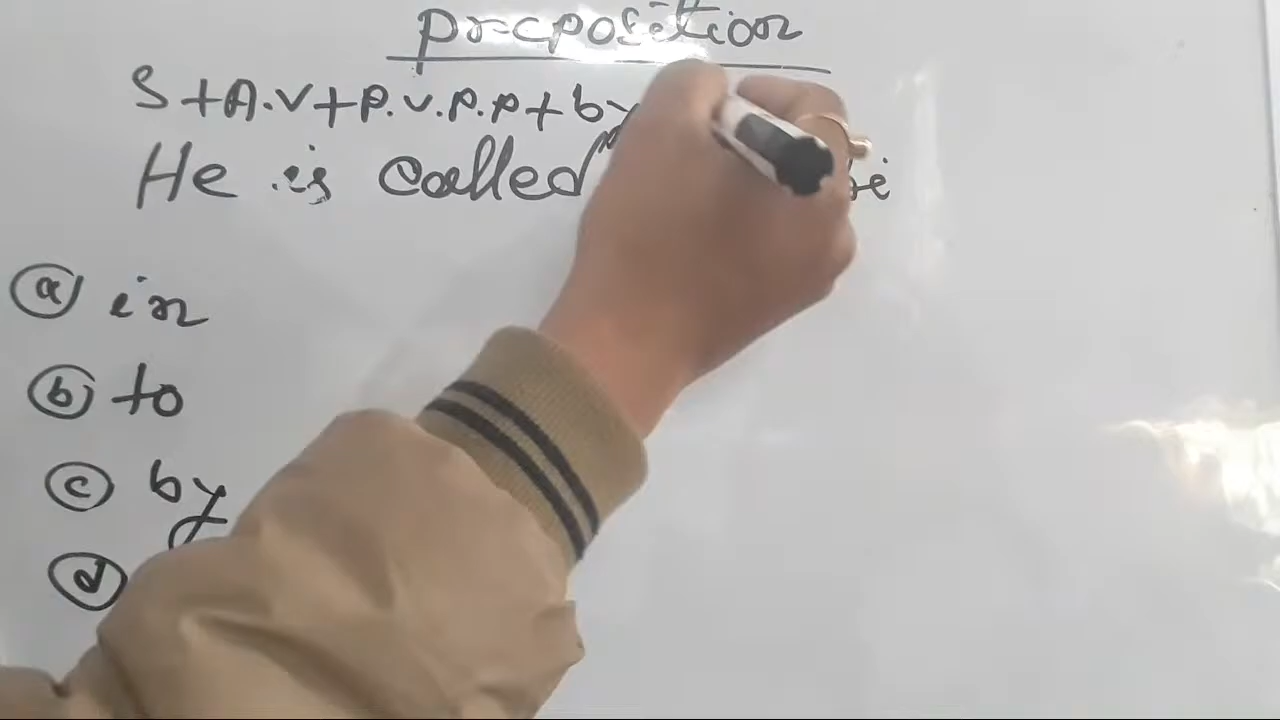 preposition
S+A.V+P.V.P.P+by
He is called
(a) in
(b) to
(c) by
(d)